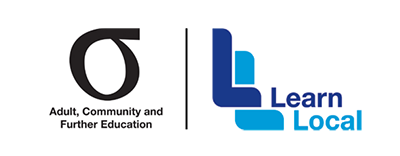 Adult, Community and
Further Education
Learn
Local